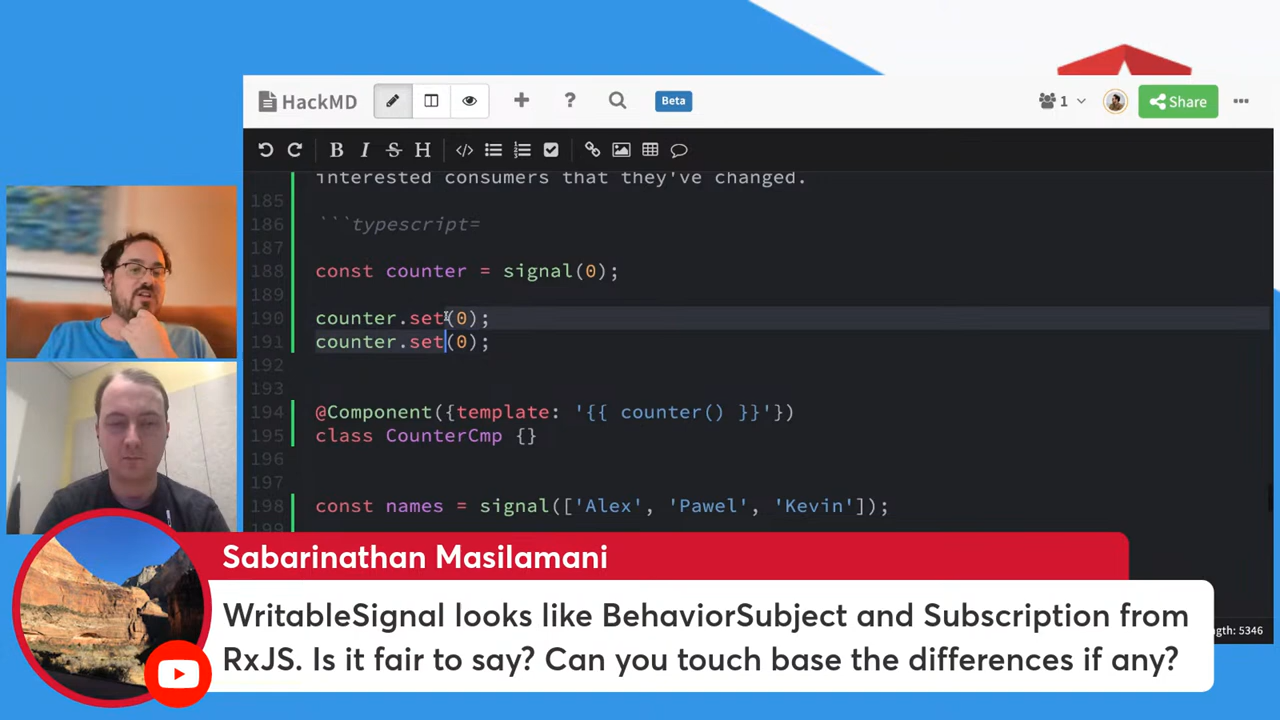 HackMD
Beta
1
Share
B I S H
interested consumers that they've changed.
185
186 ```typescript=
187
188 const counter = signal(0);
189
190 counter.set(0);
191 counter.set(0);
192
193
194 @Component({template: '{{ counter() }}'})
195 class CounterCmp {}
196
197
198 const names = signal(['Alex', 'Pawel', 'Kevin']);
199
Sabarinathan Masilamani
WritableSignal looks like BehaviorSubject and Subscription from
RxJS. Is it fair to say? Can you touch base the differences if any?
gth: 5346